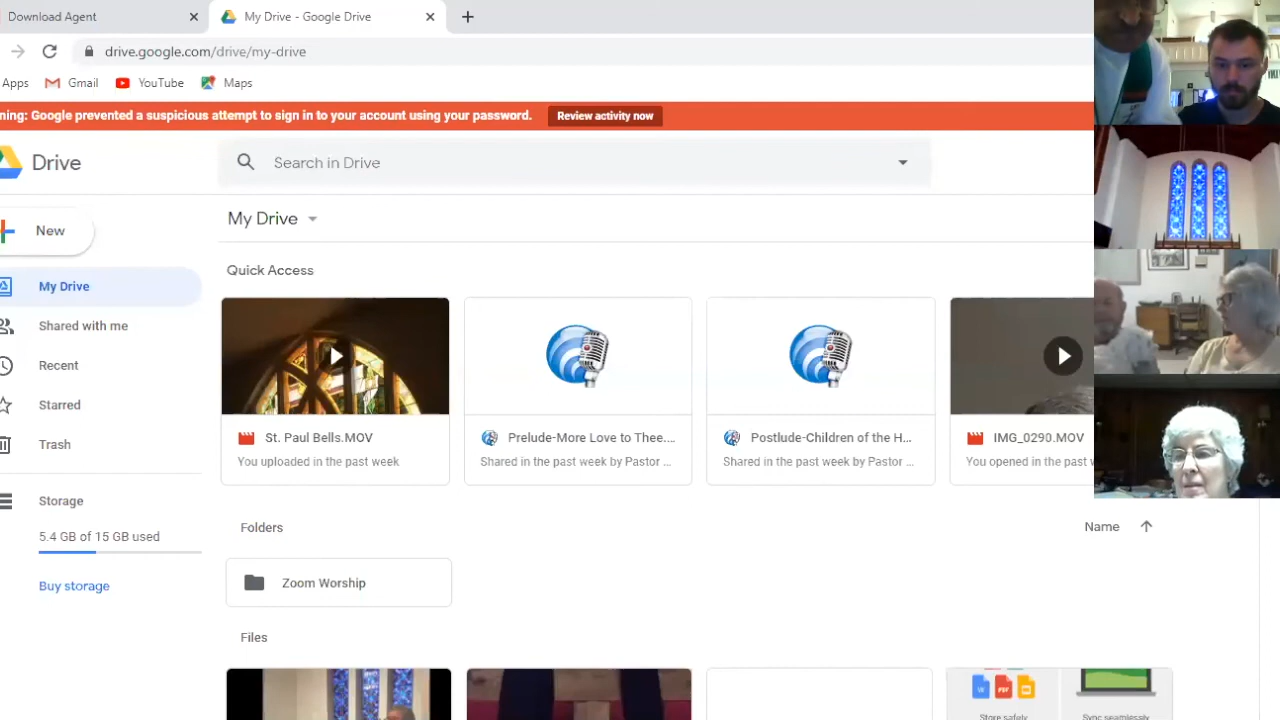 Download Agent
My Drive - Google Drive
drive.google.com/drive/my-drive
Apps
Gmail
YouTube
Maps
ning: Google prevented a suspicious attempt to sign in to your account using your password.
Review activity now
Drive
Search in Drive
New
My Drive
My Drive
Shared with me
Recent
Starred
Trash
Storage
5.4 GB of 15 GB used
Buy storage
Quick Access
St. Paul Bells.MOV
You uploaded in the past week
Prelude-More Love to Thee....
Shared in the past week by Pastor ...
Postlude-Children of the H...
Shared in the past week by Pastor ...
IMG_0290.MOV
You opened in the past
Folders
Name
Zoom Worship
Files
W
PDF
Store safely
Sync seamlessly